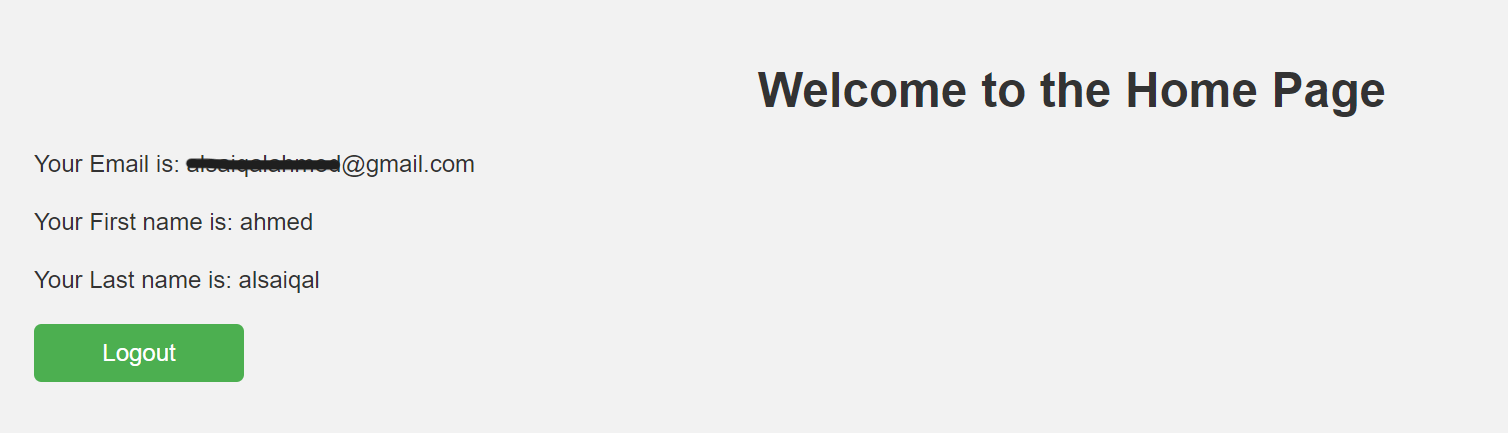 Welcome to the Home Page
Your Email is: @gmail.com
Your First name is: ahmed
Your Last name is: alsaiqal
Logout